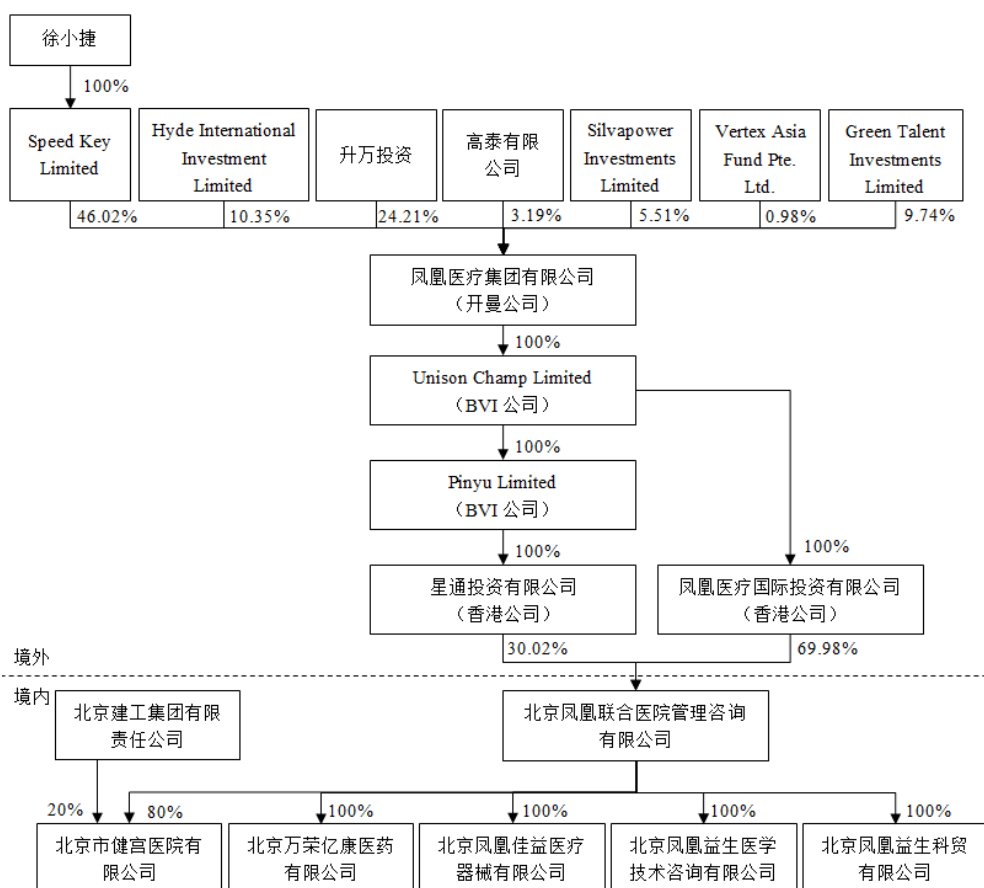 徐小捷
100%
Speed Key
Limited
Hyde International
Investment
Limited
升万投资
高泰有限
公司
Silvapower
Investments
Limited
Vertex Asia
Fund Pte.
Ltd.
Green Talent
Investments
Limited
46.02%
10.35%
24.21%
3.19%
5.51%
0.98%
9.74%
凤凰医疗集团有限公司
（开曼公司）
100%
Unison Champ Limited
（BVI 公司）
100%
Pinyu Limited
（BVI 公司）
100%
100%
星通投资有限公司
（香港公司）
凤凰医疗国际投资有限公司
（香港公司）
30.02%
69.98%
境外
境内
北京建工集团有限
责任公司
北京凤凰联合医院管理咨询
有限公司
20%
80%
100%
100%
100%
100%
北京市健宫医院有
限公司
北京万荣亿康医药
有限公司
北京凤凰佳益医疗
器械有限公司
北京凤凰益生医学
技术咨询有限公司
北京凤凰益生科贸
有限公司